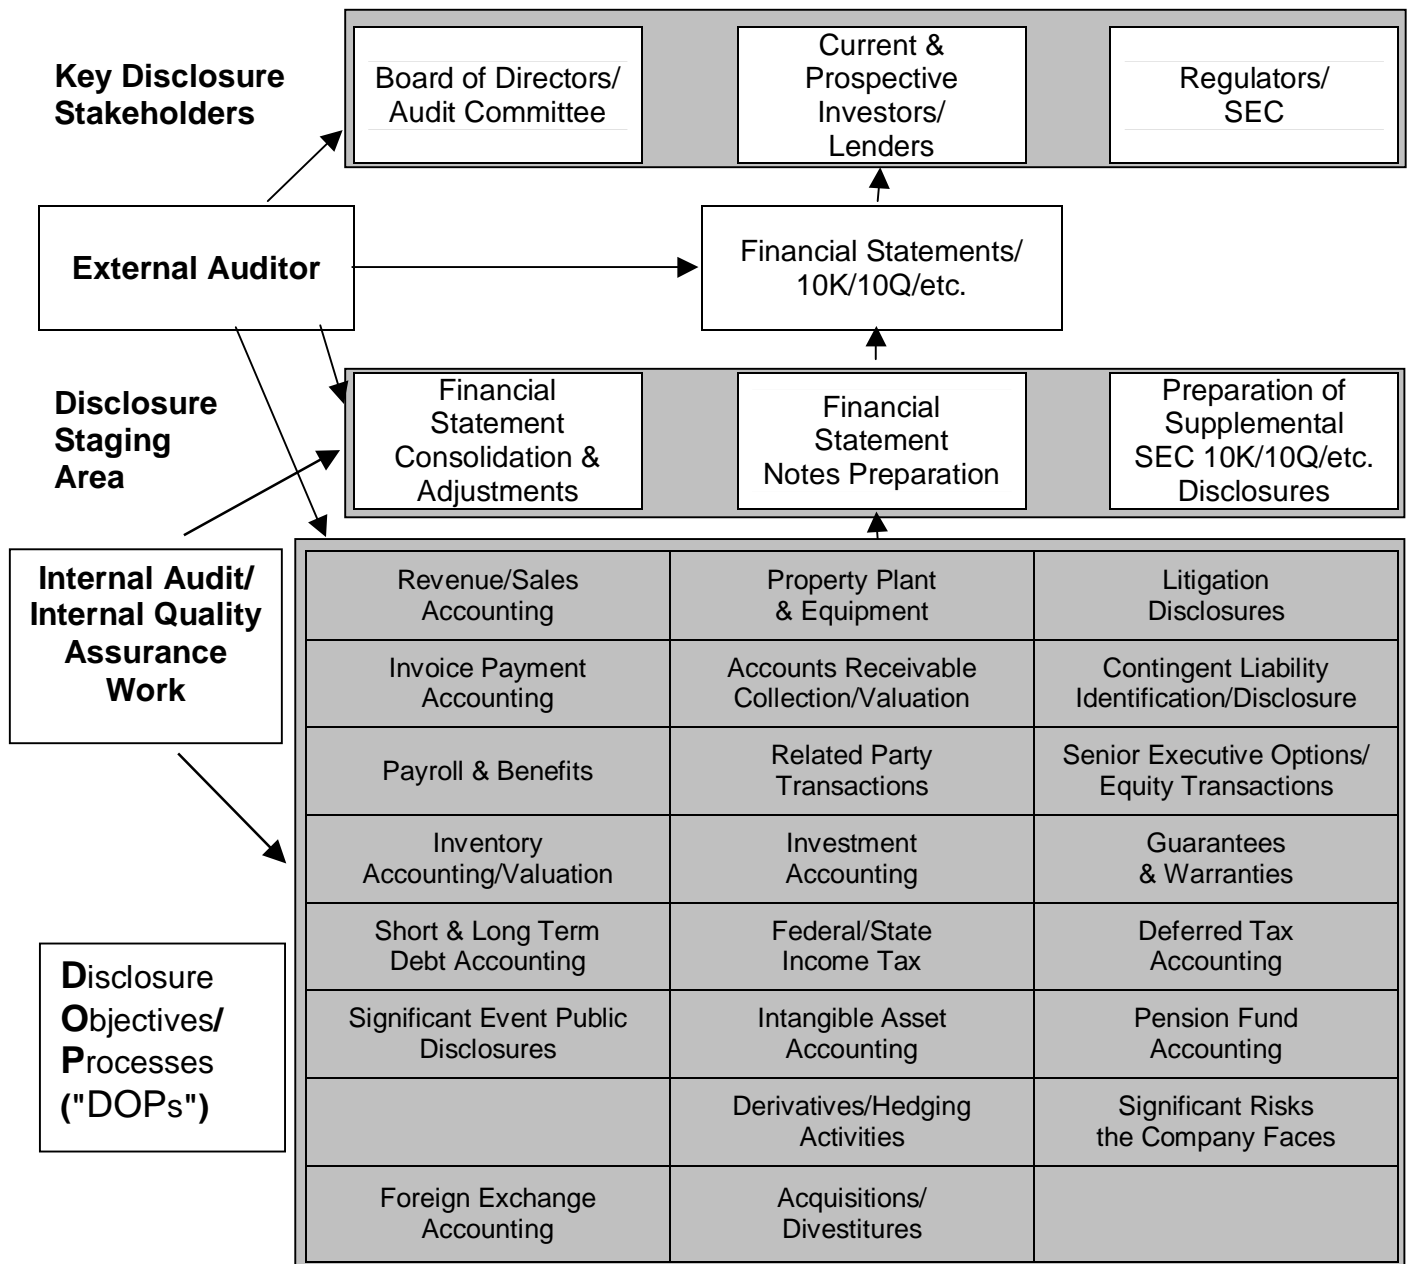 Key Disclosure
Stakeholders
Board of Directors/
Audit Committee
Current &
Prospective
Investors/
Lenders
Regulators/
SEC
External Auditor
Financial Statements/
10K/10Q/etc.
Disclosure
Staging
Area
Financial
Statement
Consolidation &
Adjustments
Financial
Statement
Notes Preparation
Preparation of
Supplemental
SEC 10K/10Q/etc.
Disclosures
Internal Audit/
Internal Quality
Assurance
Work
Disclosure
Objectives/
Processes
("DOPs")
Revenue/Sales
Accounting
Property Plant
& Equipment
Litigation
Disclosures
Invoice Payment
Accounting
Accounts Receivable
Collection/Valuation
Contingent Liability
Identification/Disclosure
Payroll & Benefits
Related Party
Transactions
Senior Executive Options/
Equity Transactions
Inventory
Accounting/Valuation
Investment
Accounting
Guarantees
& Warranties
Short & Long Term
Debt Accounting
Federal/State
Income Tax
Deferred Tax
Accounting
Significant Event Public
Disclosures
Intangible Asset
Accounting
Pension Fund
Accounting
Derivatives/Hedging
Activities
Significant Risks
the Company Faces
Foreign Exchange
Accounting
Acquisitions/
Divestitures